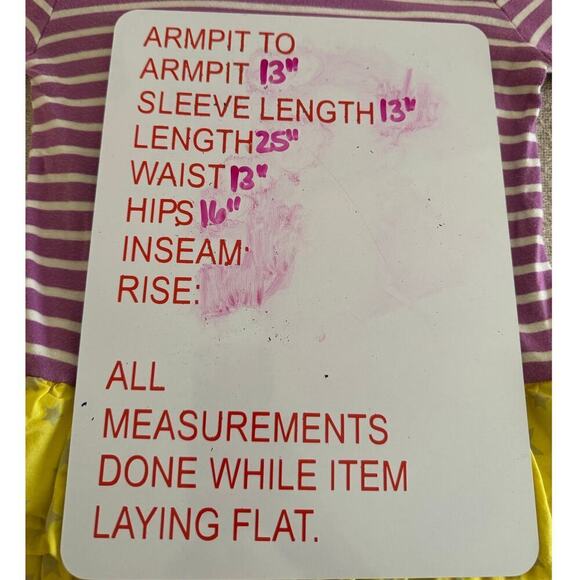 ARMPIT TO
ARMPIT 13"
SLEEVE LENGTH 13"
LENGTH 25"
WAIST 13"
HIPS 16"
INSEAM:
RISE:
ALL
MEASUREMENTS
DONE WHILE ITEM
LAYING FLAT.